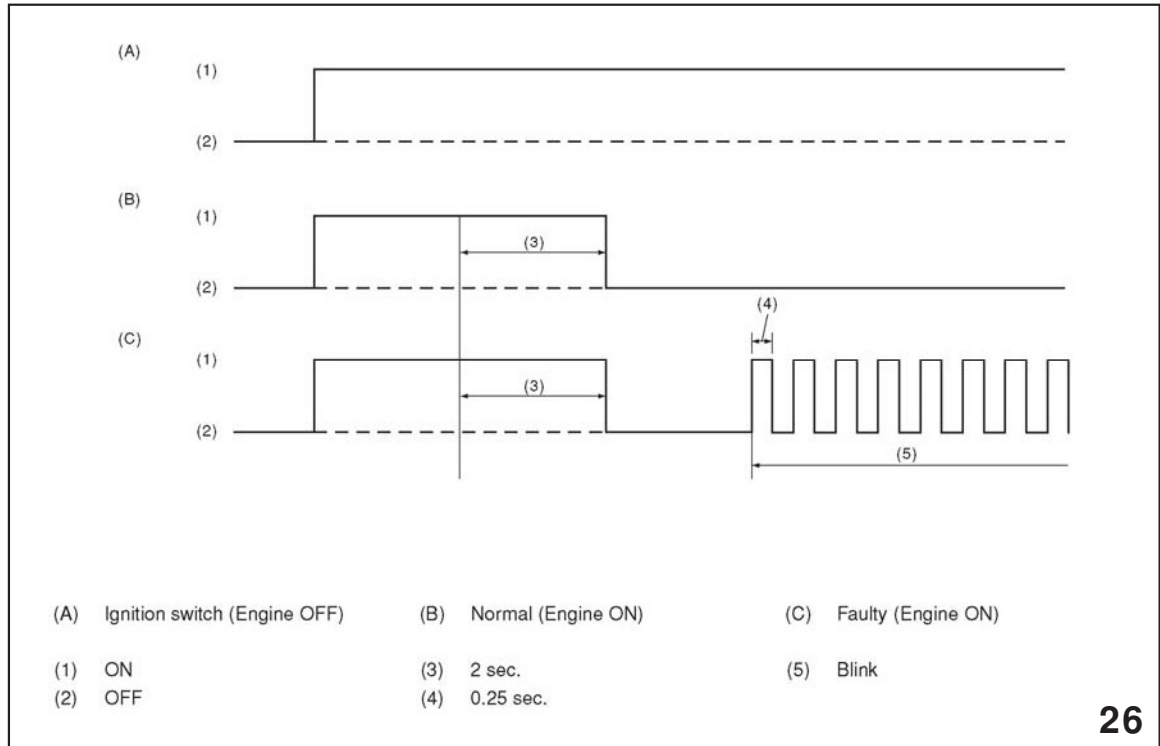 (A)
(1)
(2)
(B)
(1)
(3)
(2)
(4)
(C)
(1)
(3)
(2)
(5)
(A) Ignition switch (Engine OFF) (B) Normal (Engine ON) (C) Faulty (Engine ON)
(1) ON (3) 2 sec. (5) Blink
(2) OFF (4) 0.25 sec.
26